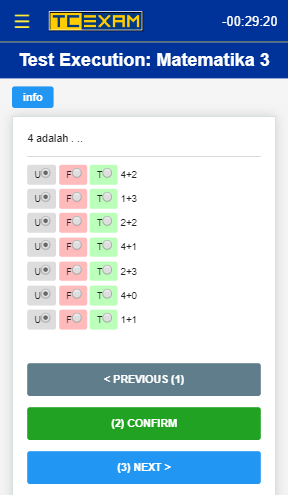 TCEXAM
-00:29:20
Test Execution: Matematika 3
info
4 adalah . ..
U F T 4+2
U F T 1+3
U F T 2+2
U F T 4+1
U F T 2+3
U F T 4+0
U F T 1+1
< PREVIOUS (1)
(2) CONFIRM
(3) NEXT >